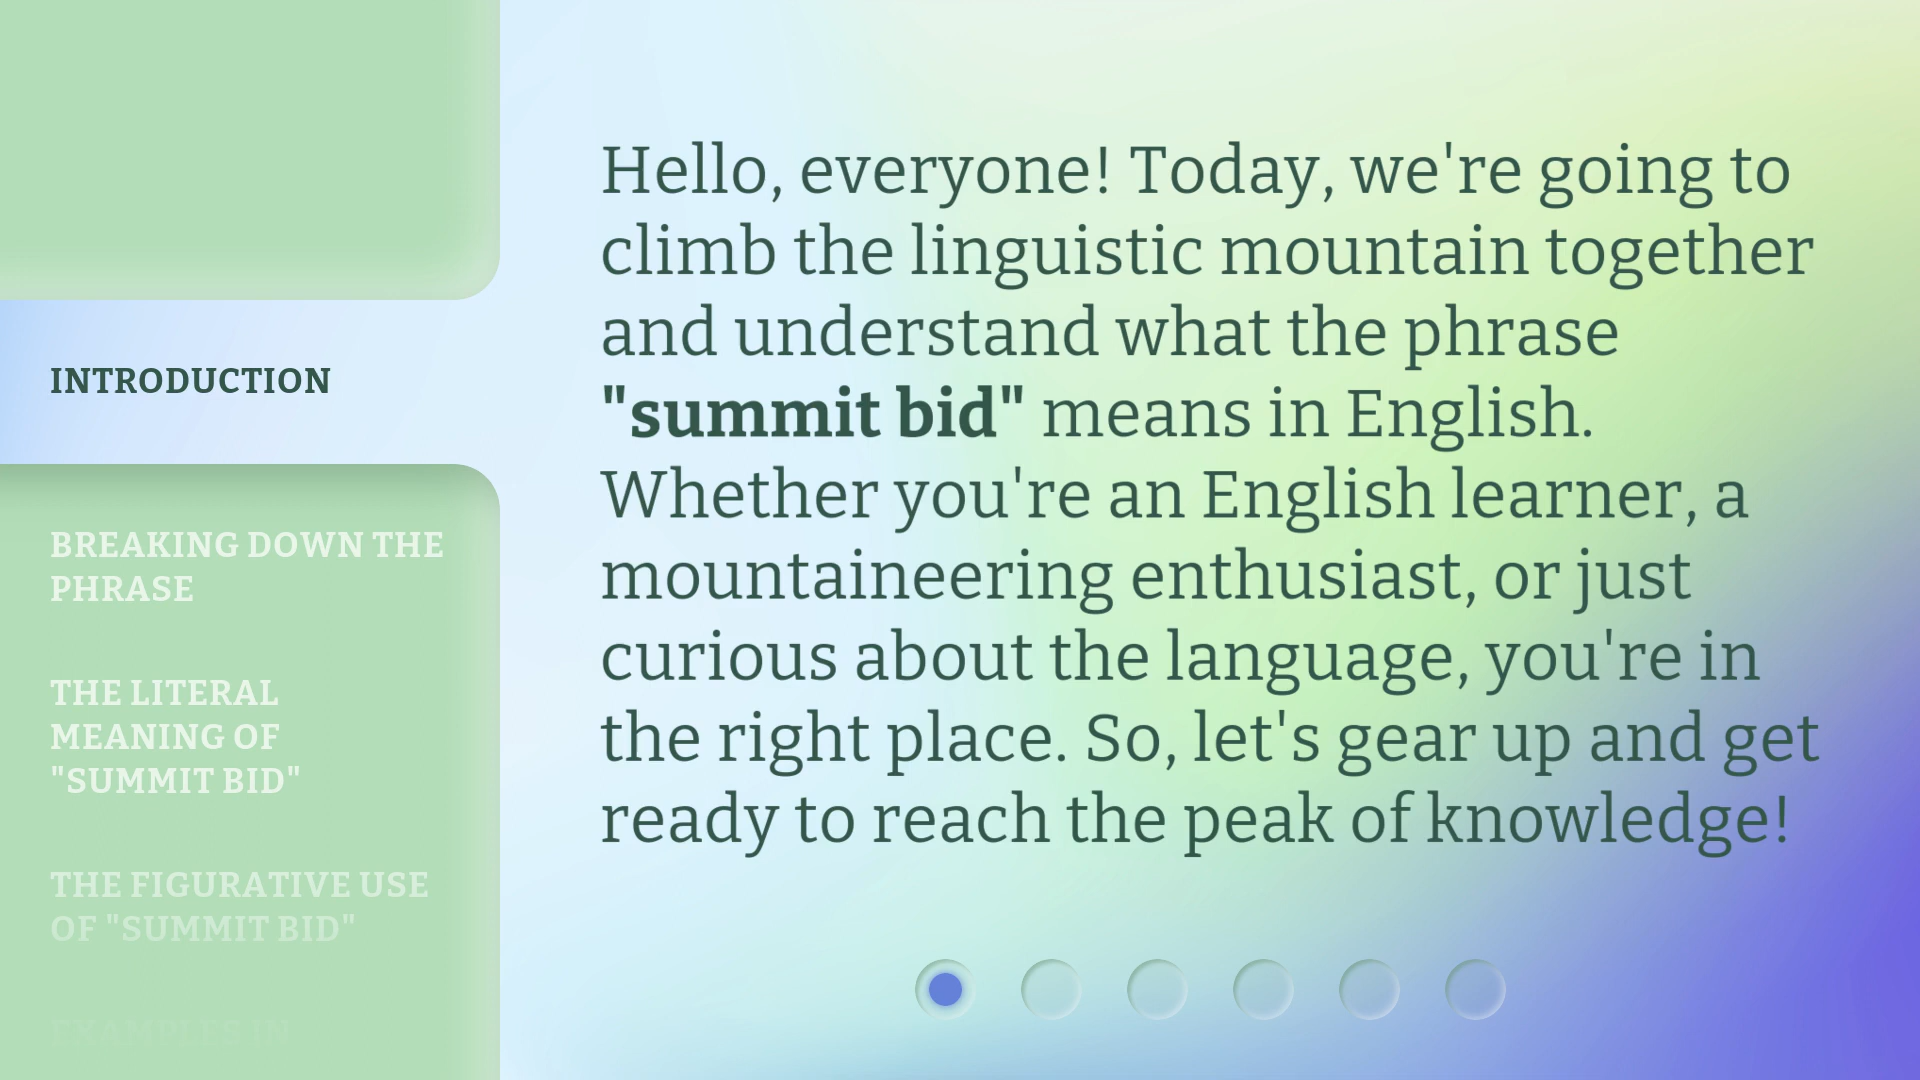 INTRODUCTION
BREAKING DOWN THE
PHRASE
THE LITERAL
MEANING OF
"SUMMIT BID"
THE FIGURATIVE USE
OF "SUMMIT BID"
EXAMPLES IN
Hello, everyone! Today, we're going to
climb the linguistic mountain together
and understand what the phrase
"summit bid" means in English.
Whether you're an English learner, a
mountaineering enthusiast, or just
curious about the language, you're in
the right place. So, let's gear up and get
ready to reach the peak of knowledge!